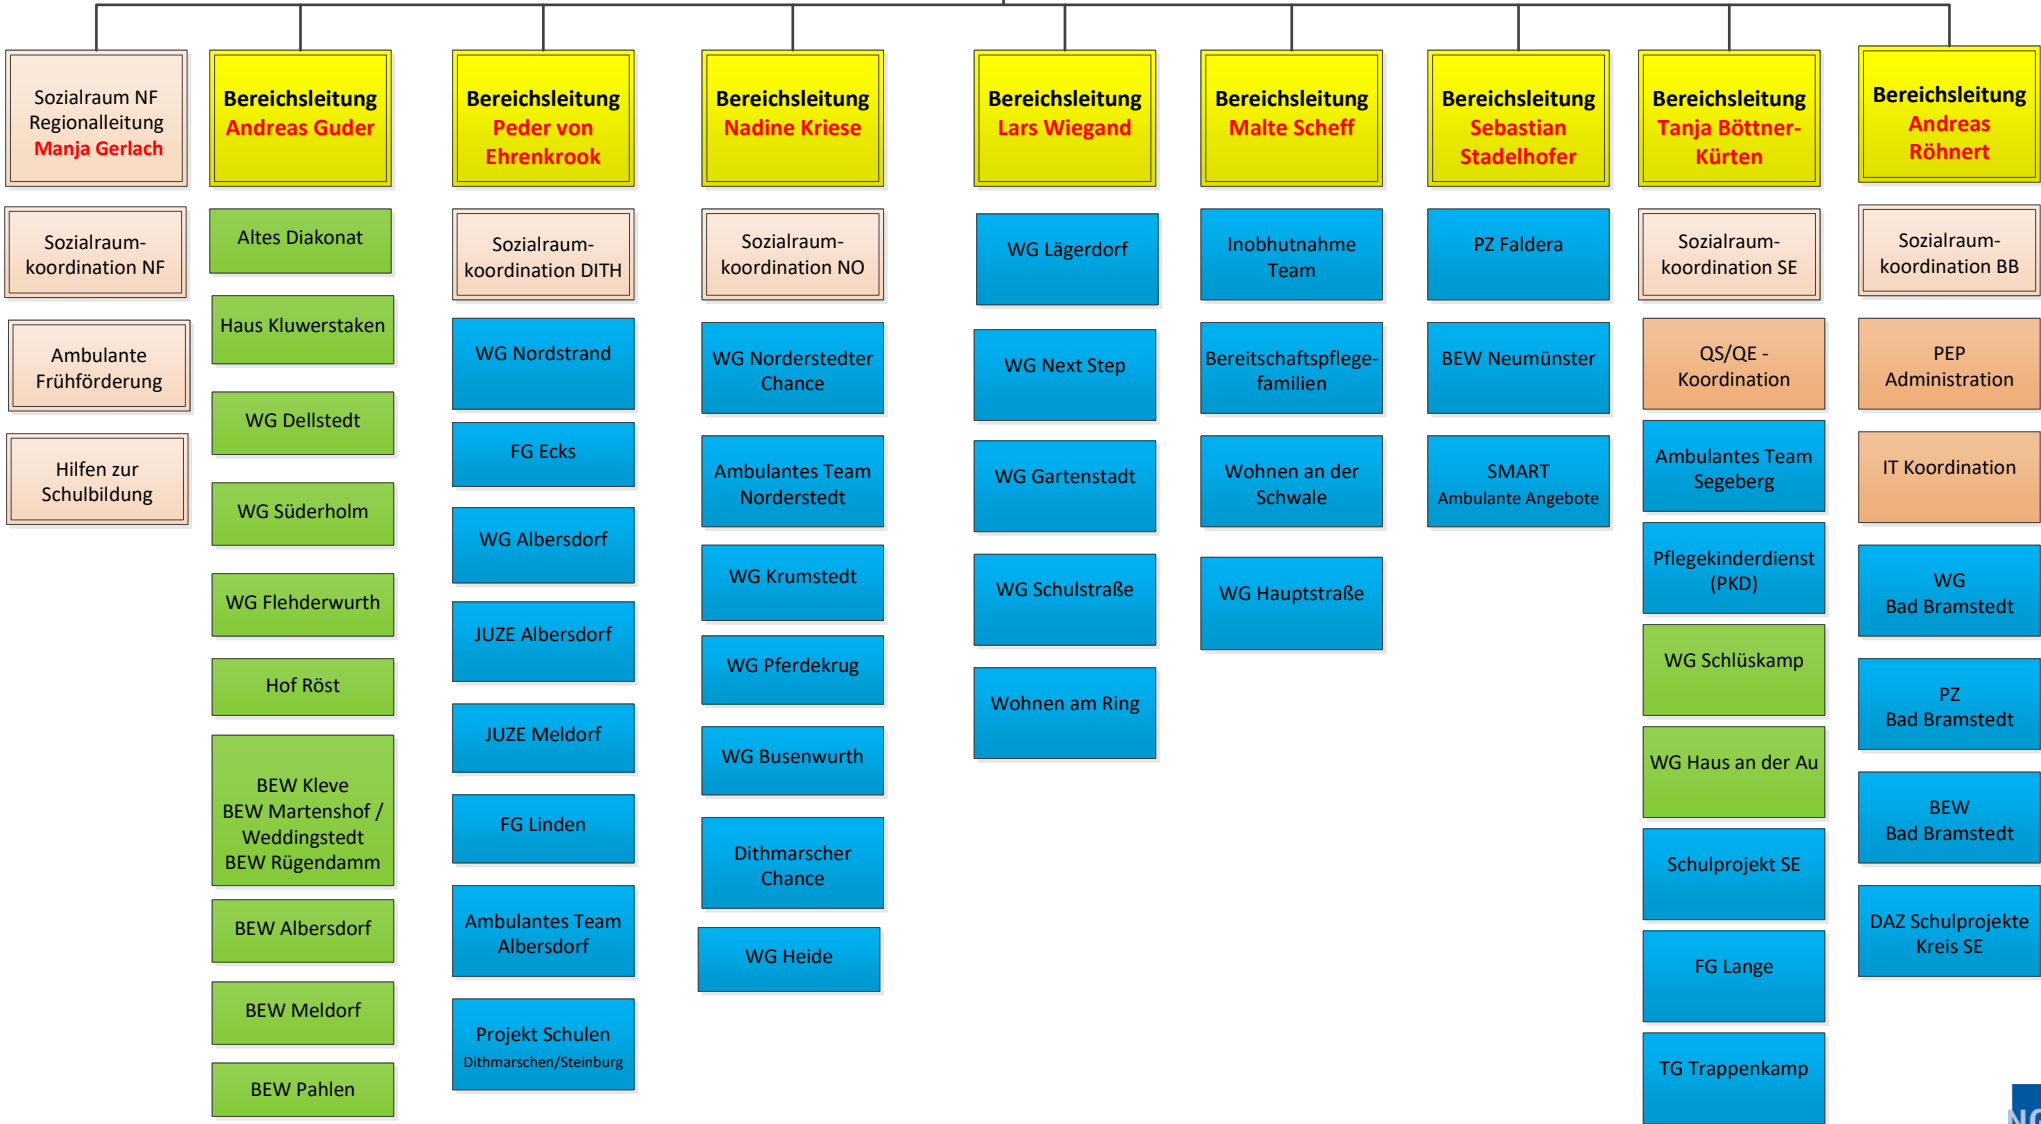 Sozialraum NF
Regionalleitung
Manja Gerlach
Sozialraum-
koordination NF
Ambulante
Frühförderung
Hilfen zur
Schulbildung
Bereichsleitung
Andreas Guder
Altes Diakonat
Haus Kluwerstaken
WG Dellstedt
WG Süderholm
WG Flehderwurth
Hof Röst
BEW Kleve
BEW Martenshof /
Weddingstedt
BEW Rügendamm
BEW Albersdorf
BEW Meldorf
BEW Pahlen
Bereichsleitung
Peder von
Ehrenkrook
Sozialraum-
koordination DITH
WG Nordstrand
FG Ecks
WG Albersdorf
JUZE Albersdorf
JUZE Meldorf
FG Linden
Ambulantes Team
Albersdorf
Projekt Schulen
Dithmarschen/Steinburg
Bereichsleitung
Nadine Kriese
Sozialraum-
koordination NO
WG Norderstedter
Chance
Ambulantes Team
Norderstedt
WG Krumstedt
WG Pferdekrug
WG Busenwurth
Dithmarscher
Chance
WG Heide
Bereichsleitung
Lars Wiegand
WG Lägerdorf
WG Next Step
WG Gartenstadt
WG Schulstraße
Wohnen am Ring
Bereichsleitung
Malte Scheff
Inobhutnahme
Team
Bereitschaftspflege-
familien
Wohnen an der
Schwale
WG Hauptstraße
Bereichsleitung
Sebastian
Stadelhofer
PZ Faldera
BEW Neumünster
SMART
Ambulante Angebote
Bereichsleitung
Tanja Böttner-
Kürten
Sozialraum-
koordination SE
QS/QE -
Koordination
Ambulantes Team
Segeberg
Pflegekinderdienst
(PKD)
WG Schlüskamp
WG Haus an der Au
Schulprojekt SE
FG Lange
TG Trappenkamp
Bereichsleitung
Andreas
Röhnert
Sozialraum-
koordination BB
PEP
Administration
IT Koordination
WG
Bad Bramstedt
PZ
Bad Bramstedt
BEW
Bad Bramstedt
DAZ Schulprojekte
Kreis SE